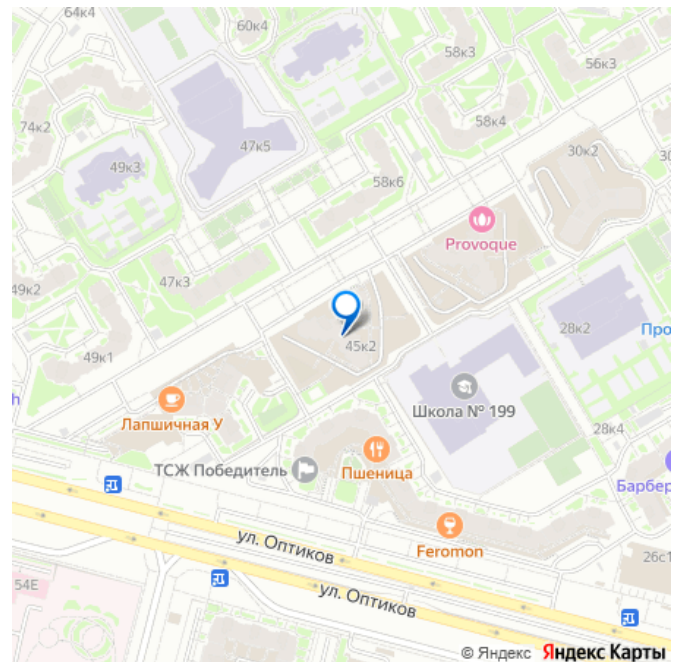 64к4
60к4
58к3
56к3
74к2
47к5
58к4
30к2
49к3
58к6
Provoque
47к3
49к2
45к2
28к2
Про
49к1
Школа № 199
h
Лапшичная У
28к4
ТСЖ Победитель
Пшеница
Барбер
ул. Оптиков
Feromon
26с1
54Е
ул. Оптиков
© Яндекс Яндекс Карты